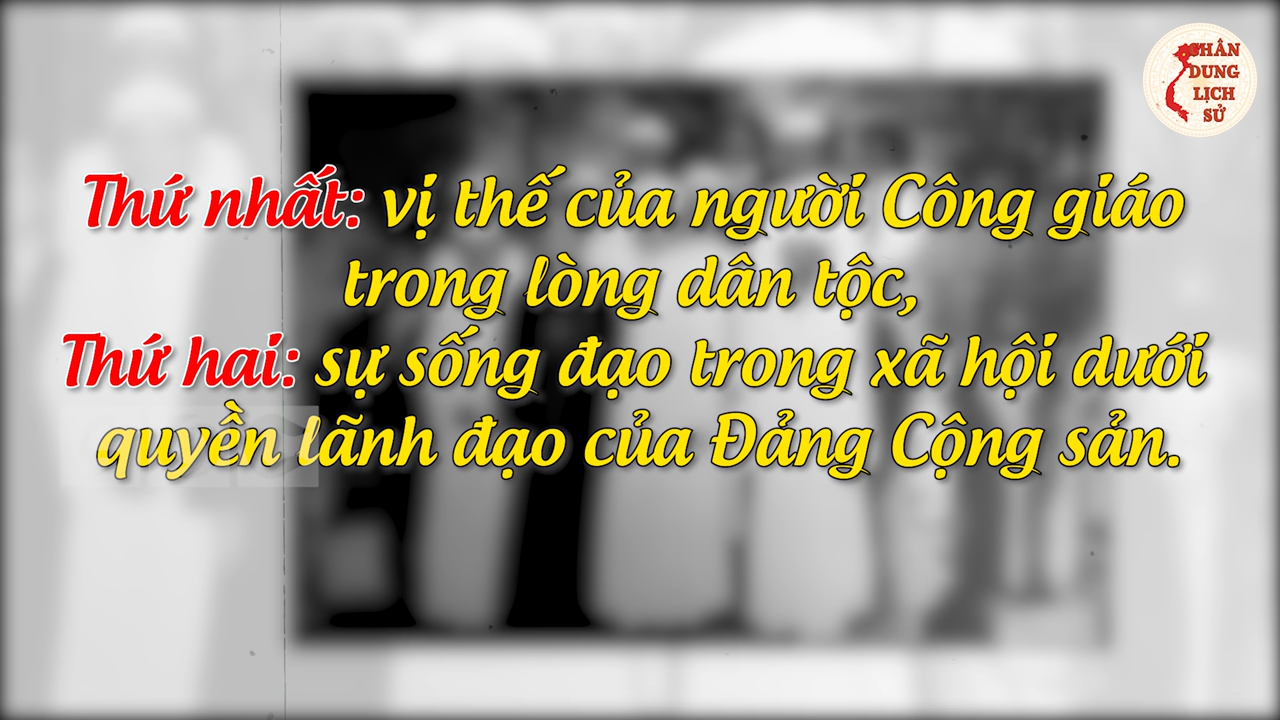 CHÂN
DUNG
LỊCH
SỬ
Thứ nhất: vị thế của người Công giáo
trong lòng dân tộc,
Thứ hai: sự sống đạo trong xã hội dưới
quyền lãnh đạo của Đảng Cộng sản.